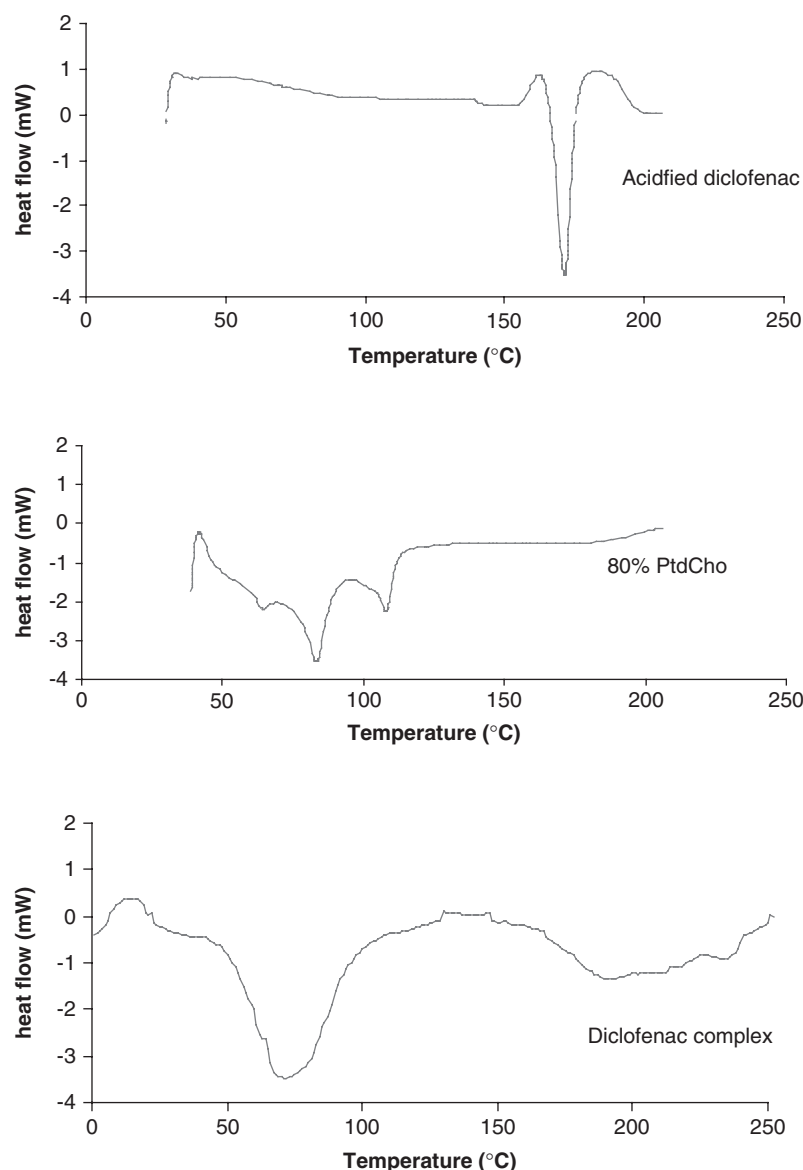 2
1
0
-1
-2
-3
-4
heat flow (mW)
Acidfied diclofenac
0 50 100 150 200 250
Temperature (°C)
2
1
0
-1
-2
-3
-4
heat flow (mW)
80% PtdCho
0 50 100 150 200 250
Temperature (°C)
2
1
0
-1
-2
-3
-4
heat flow (mW)
Diclofenac complex
0 50 100 150 200 250
Temperature (°C)